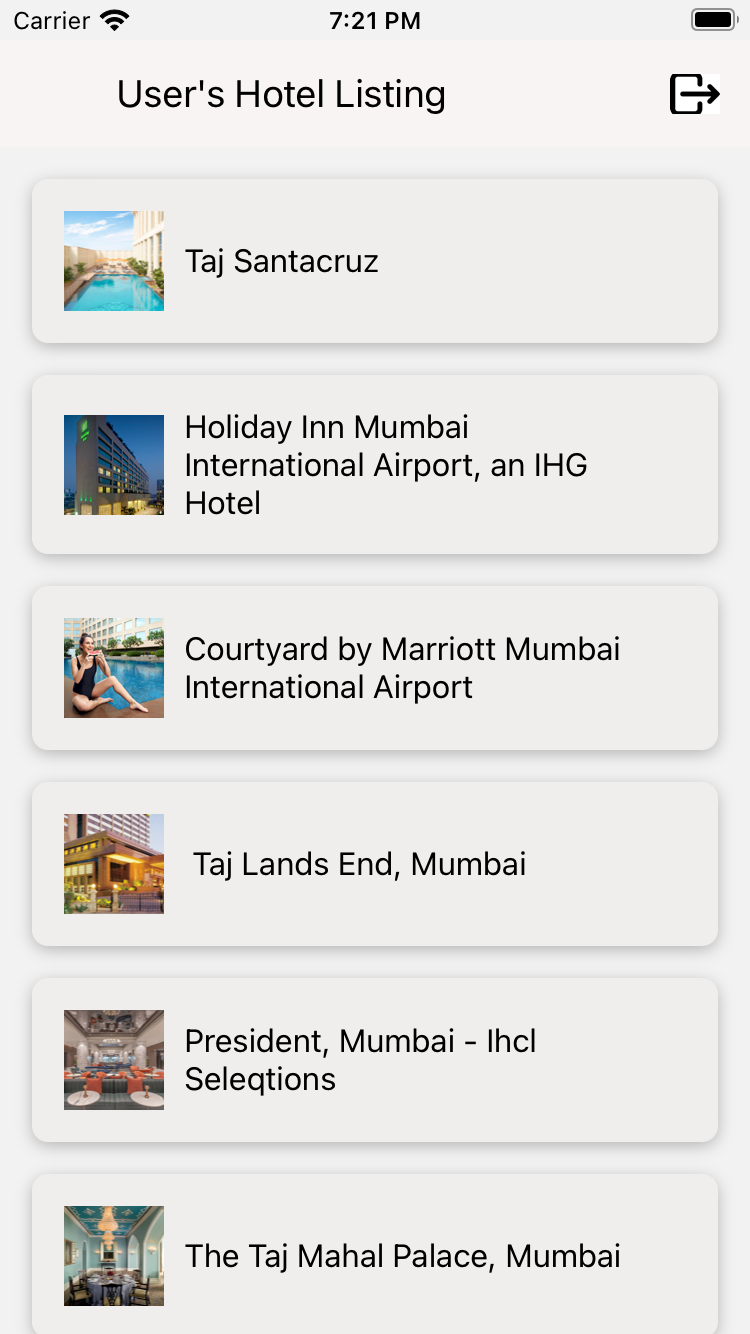 Carrier 7:21 PM
User's Hotel Listing
Taj Santacruz
Holiday Inn Mumbai
International Airport, an IHG
Hotel
Courtyard by Marriott Mumbai
International Airport
Taj Lands End, Mumbai
President, Mumbai - Ihcl
Seleqtions
The Taj Mahal Palace, Mumbai